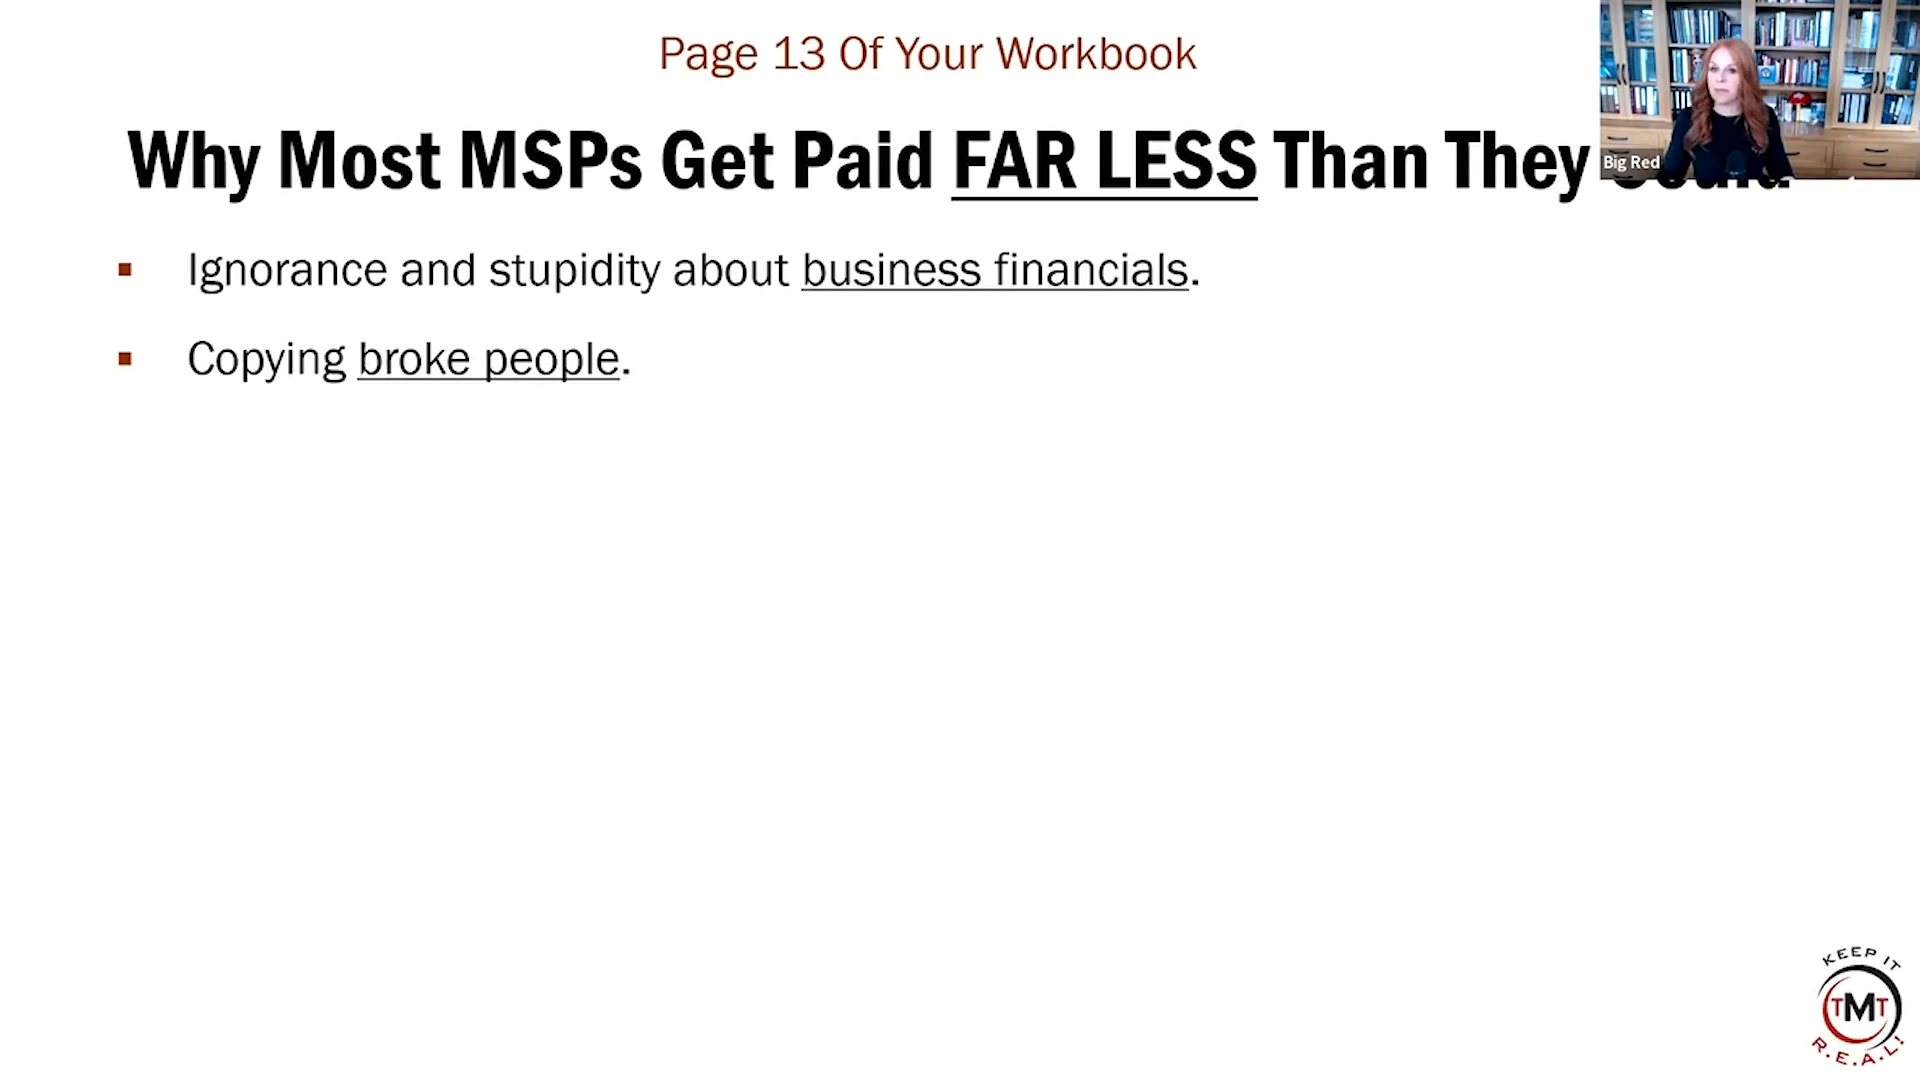 Page 13 Of Your Workbook
Why Most MSPs Get Paid FAR LESS Than They
Big Red
▪ Ignorance and stupidity about business financials.
▪ Copying broke people.
KEEP IT
TMT
R.E.A.L!